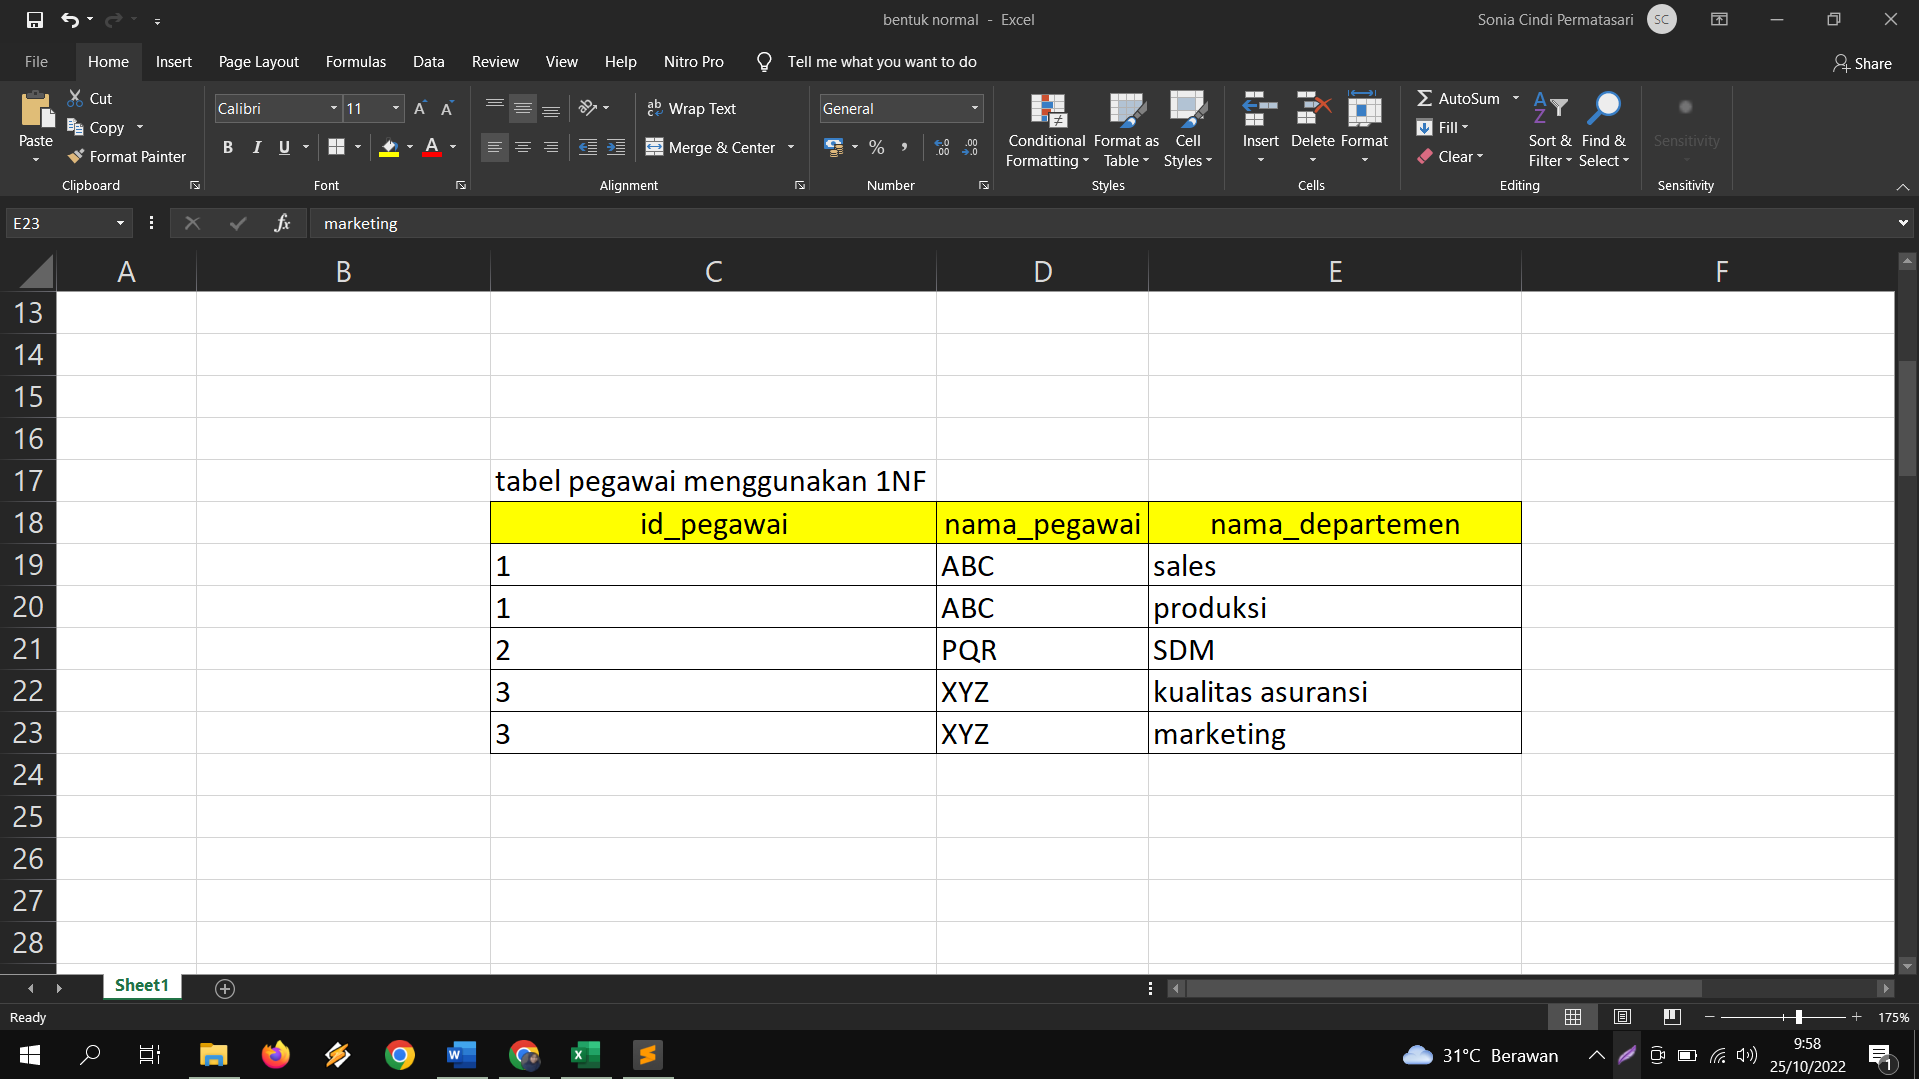 bentuk normal - Excel
Sonia Cindi Permatasari SC
File Home Insert Page Layout Formulas Data Review View Help Nitro Pro Tell me what you want to do Share
Paste
Cut
Copy
Format Painter
Clipboard
Calibri 11 A A
B I U A
Font
ab Wrap Text
Merge & Center
Alignment
General
% , .00 .00
Number
Conditional Formatting
Format as Table
Cell Styles
Styles
Insert Delete Format
Cells
AutoSum
Fill
Clear
Sort & Filter
Find & Select
Editing
Sensitivity
Sensitivity
E23 fx marketing
A B C D E F
13
14
15
16
17 tabel pegawai menggunakan 1NF
18 id_pegawai nama_pegawai nama_departemen
19 1 ABC sales
20 1 ABC produksi
21 2 PQR SDM
22 3 XYZ kualitas asuransi
23 3 XYZ marketing
24
25
26
27
28
Sheet1
Ready 175%
31°C Berawan 9:58
25/10/2022 1